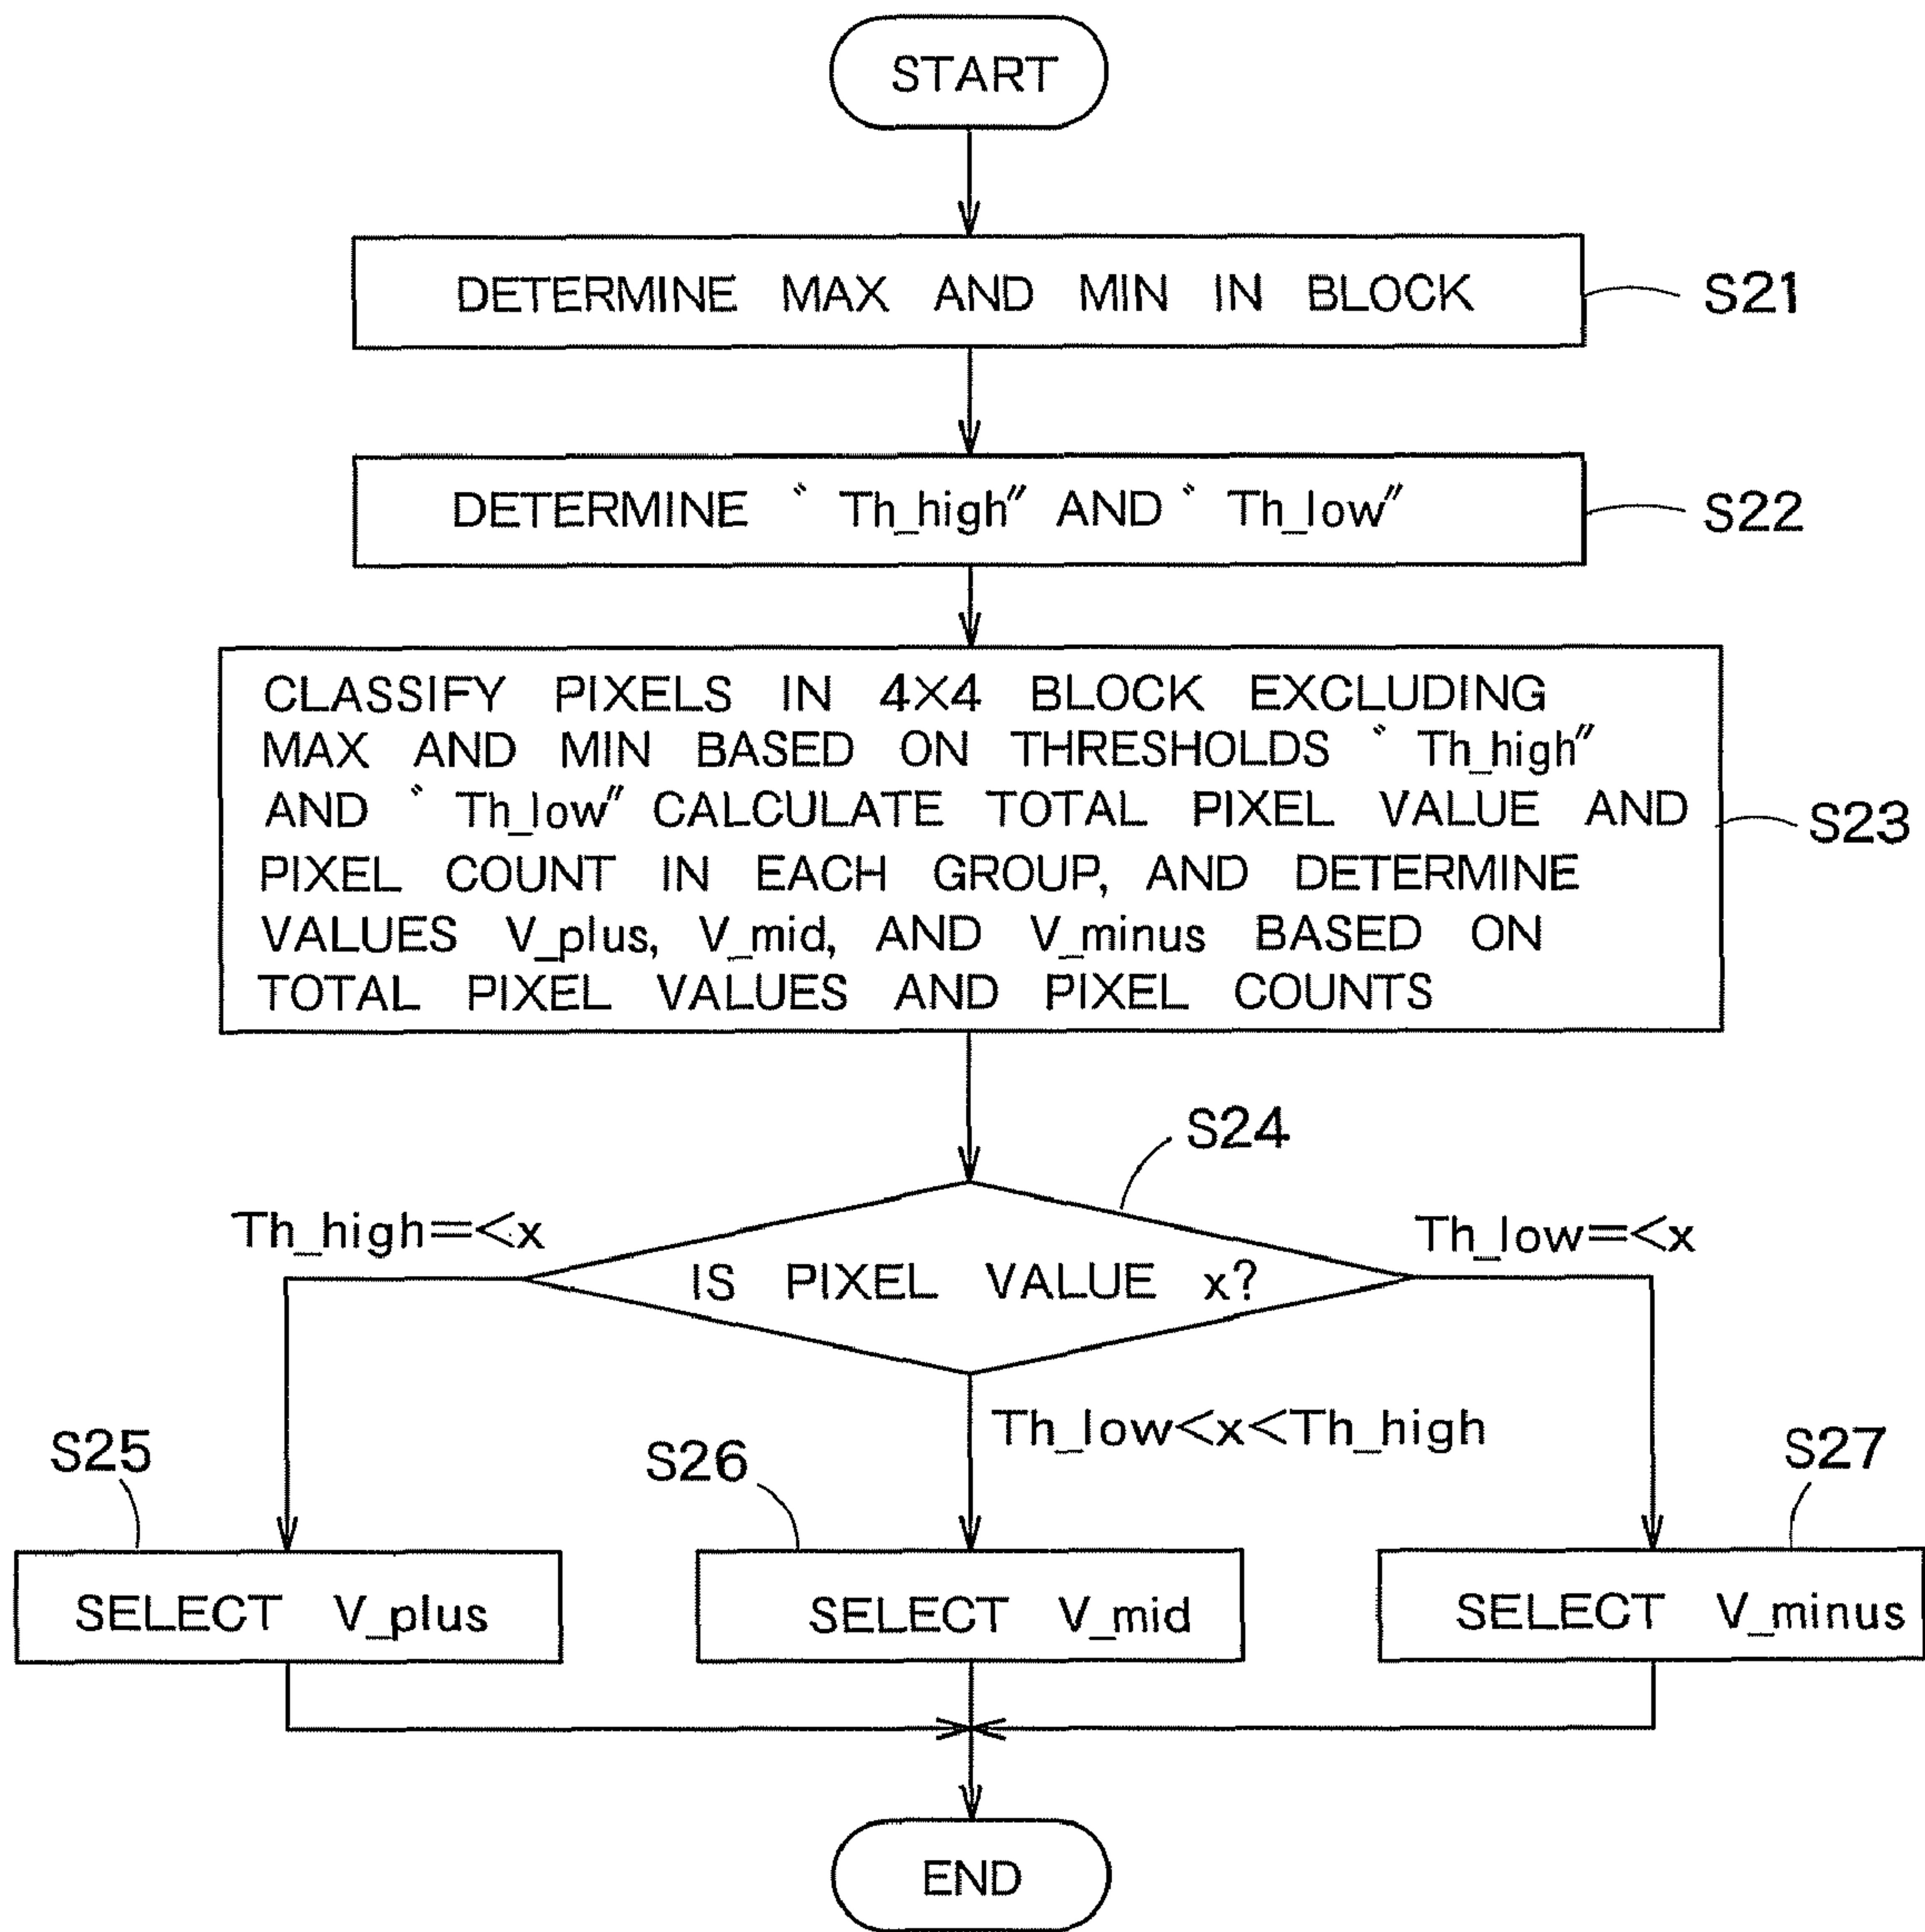 START
DETERMINE MAX AND MIN IN BLOCK
S21
DETERMINE `` Th_high" AND `` Th_low"
S22
CLASSIFY PIXELS IN 4×4 BLOCK EXCLUDING
MAX AND MIN BASED ON THRESHOLDS `` Th_high"
AND `` Th_low" CALCULATE TOTAL PIXEL VALUE AND
PIXEL COUNT IN EACH GROUP, AND DETERMINE
VALUES V_plus, V_mid, AND V_minus BASED ON
TOTAL PIXEL VALUES AND PIXEL COUNTS
S23
S24
Th_high=<x
IS PIXEL VALUE x?
Th_low=<x
Th_low<x<Th_high
S25
S26
S27
SELECT V_plus
SELECT V_mid
SELECT V_minus
END